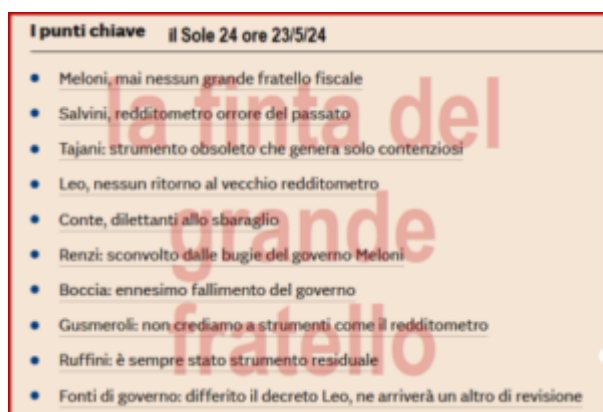 I punti chiave il Sole 24 ore 23/5/24
Meloni, mai nessun grande fratello fiscale
Salvini, redditometro orrore del passato
Tajani: strumento obsoleto che genera solo contenziosi
Leo, nessun ritorno al vecchio redditometro
Conte, dilettanti allo sbaraglio
Renzi: sconvolto dalle bugie del governo Meloni
Boccia: ennesimo fallimento del governo
Gusmeroli: non crediamo a strumenti come il redditometro
Ruffini: è sempre stato strumento residuale
Fonti di governo: differito il decreto Leo, ne arriverà un altro di revisione
la finta del
grande
fratello